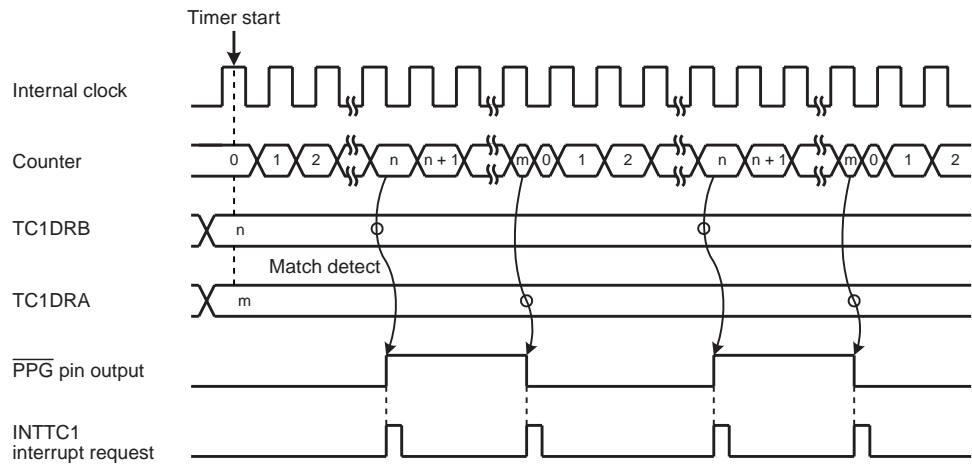 Timer start
Internal clock
Counter
0 1 2 n n + 1 m 0 1 2 n n + 1 m 0 1 2
TC1DRB
n
Match detect
TC1DRA
m
PPG pin output
INTTC1
interrupt request